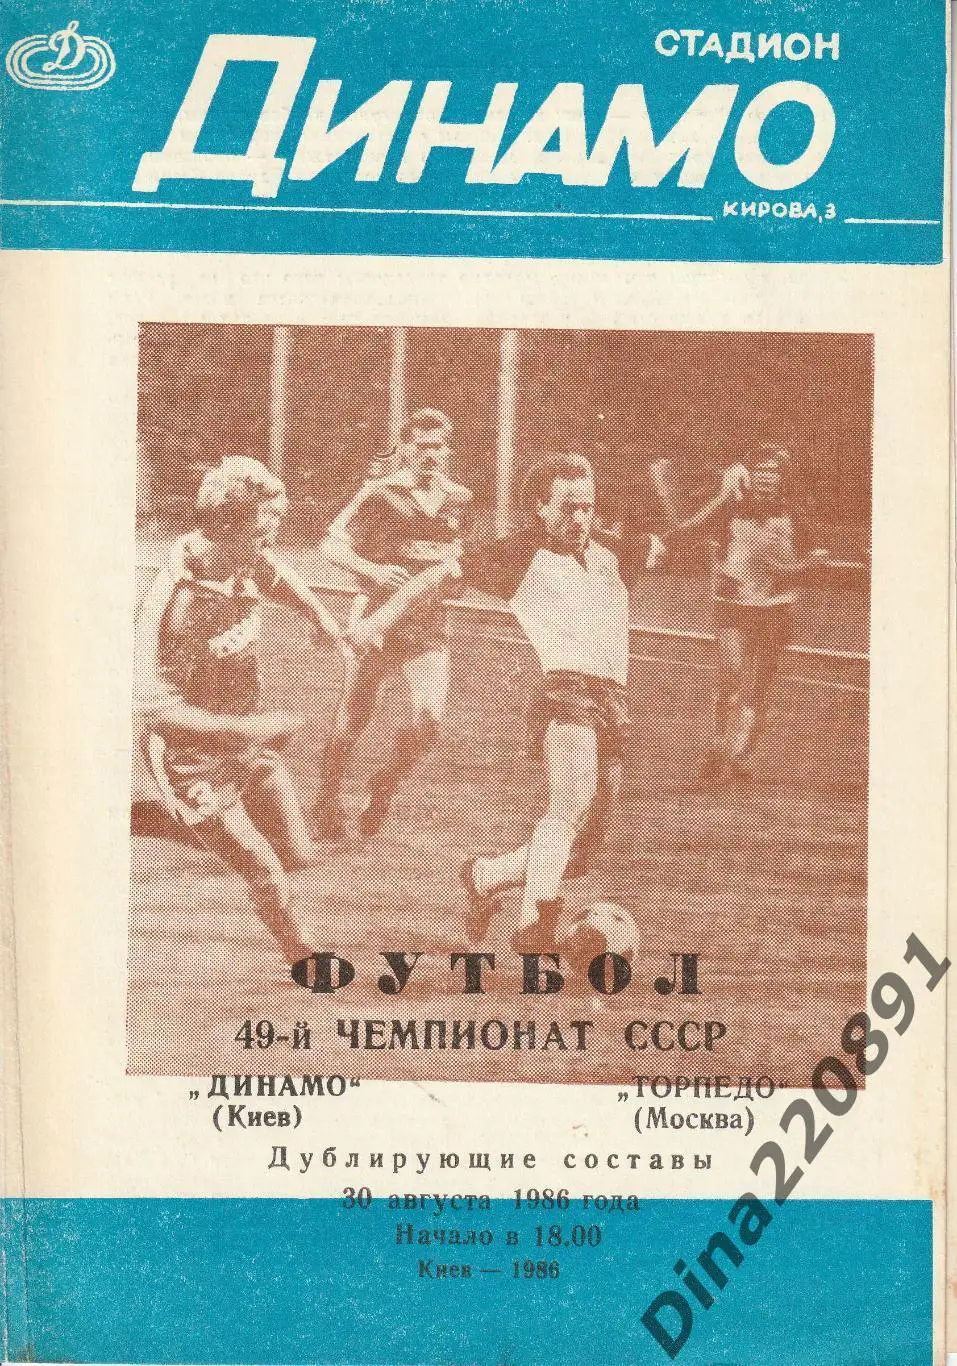 Д
СТАДИОН
ДИНАМО
КИРОВА, 3
ФУТБОЛ
49-й ЧЕМПИОНАТ СССР
„ДИНАМО“ „ТОРПЕДО“
(Киев) (Москва)
Дублирующие составы
30 августа 1986 года
Начало в 18.00
Киев — 1986
Dina220891